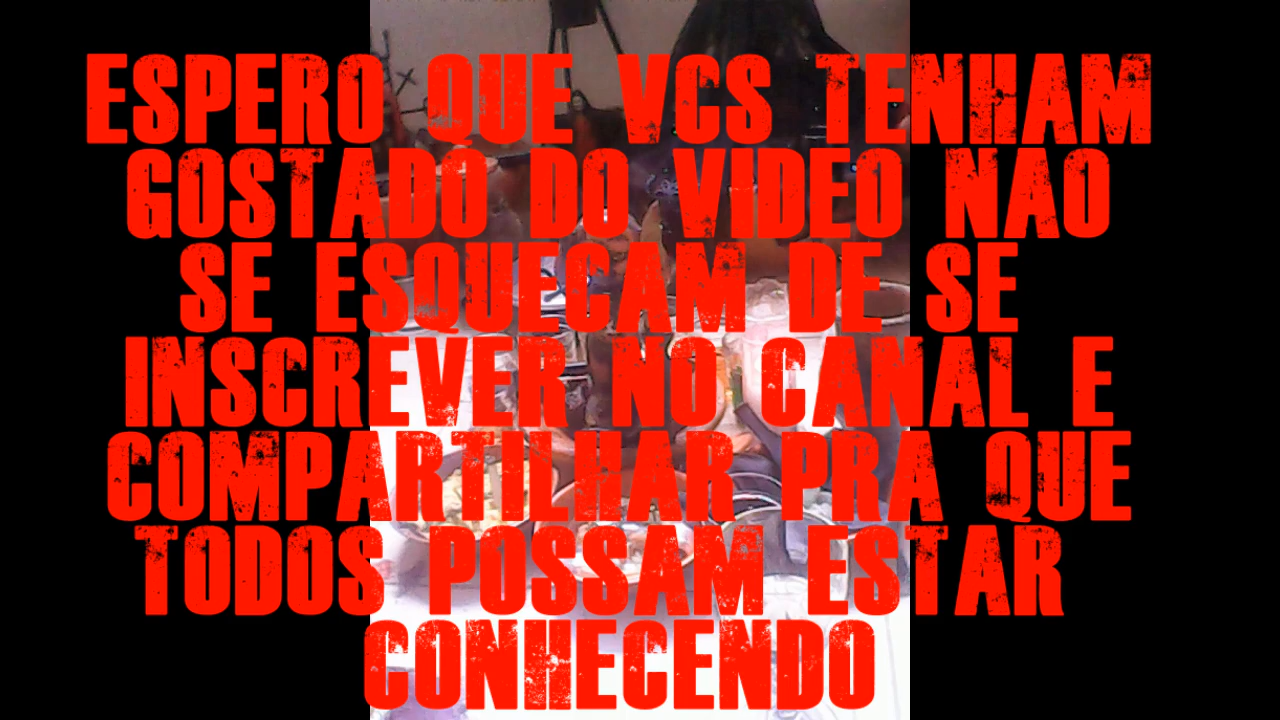 ESPERO QUE VCS TENHAM
GOSTADO DO VIDEO NAO
SE ESQUECAM DE SE
INSCREVER NO CANAL E
COMPARTILHAR PRA QUE
TODOS POSSAM ESTAR
CONHECENDO